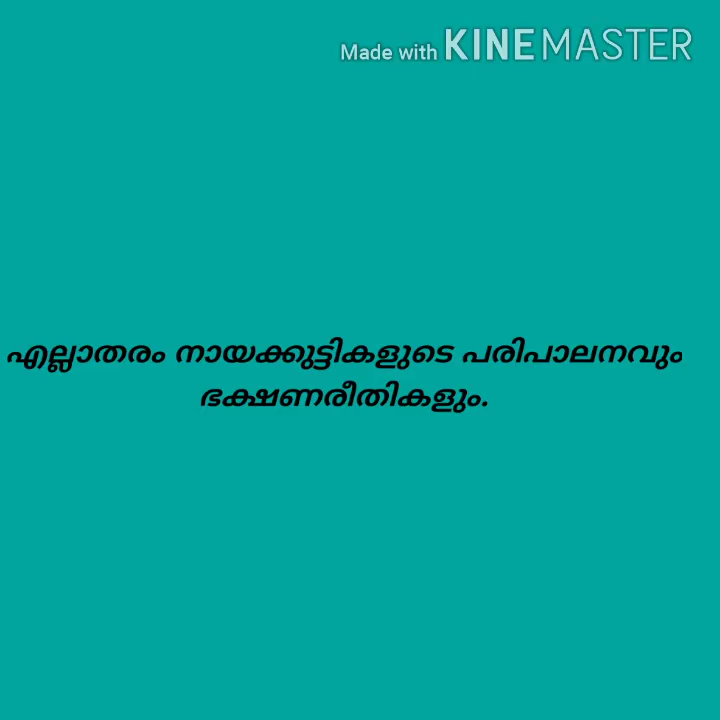 Made with KINEMASTER
എല്ലാതരം നായക്കുട്ടികളുടെ പരിപാലനവും
ഭക്ഷണരീതികളും.